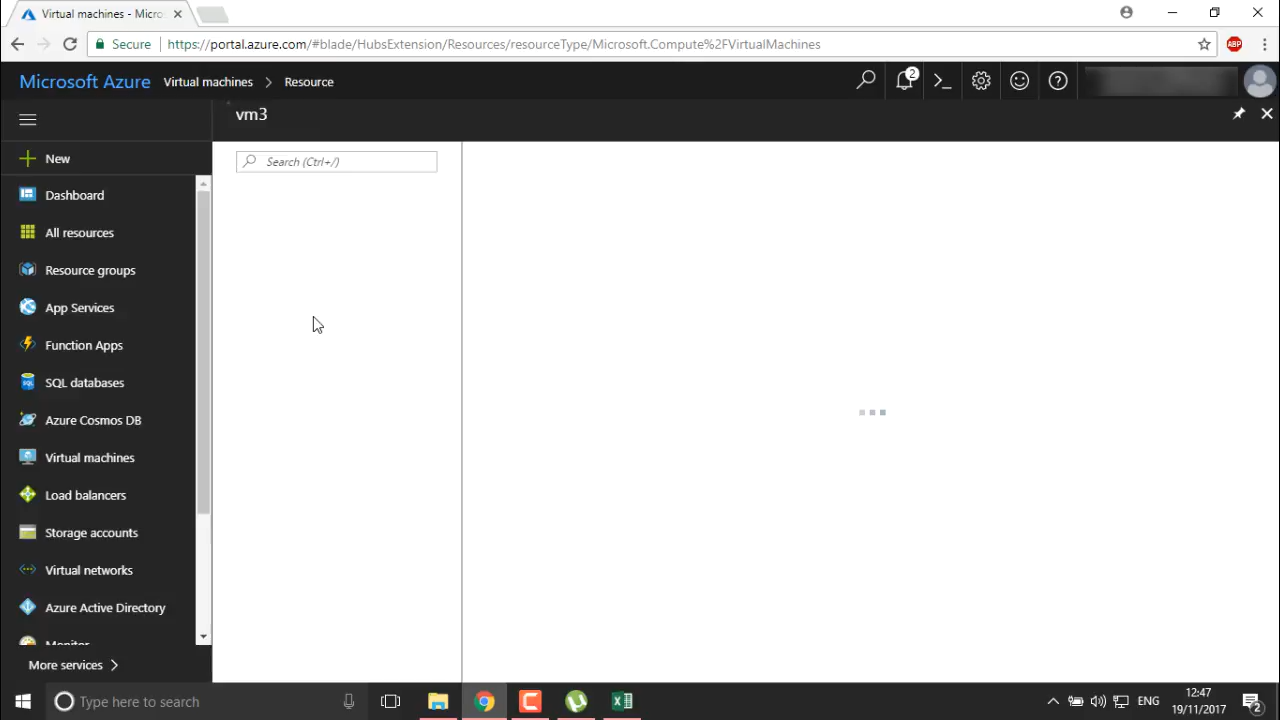 Virtual machines - Micro
Secure
https://portal.azure.com/#blade/HubsExtension/Resources/resourceType/Microsoft.Compute%2FVirtualMachines
ABP
Microsoft Azure
Virtual machines > Resource
2
vm3
Search (Ctrl+/)
New
Dashboard
All resources
Resource groups
App Services
Function Apps
SQL databases
Azure Cosmos DB
Virtual machines
Load balancers
Storage accounts
Virtual networks
Azure Active Directory
Monitor
More services >
Type here to search
ENG
12:47
19/11/2017
2